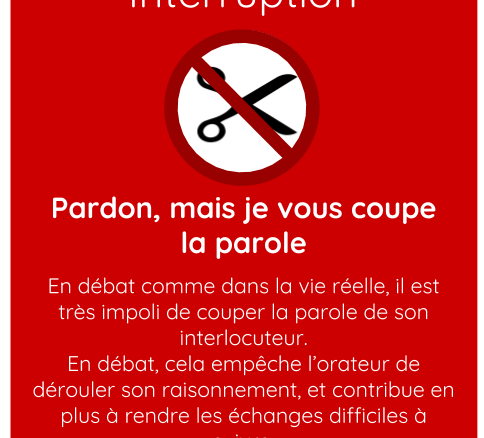 Interruption
Pardon, mais je vous coupe
la parole
En débat comme dans la vie réelle, il est
très impoli de couper la parole de son
interlocuteur.
En débat, cela empêche l'orateur de
dérouler son raisonnement, et contribue en
plus à rendre les échanges difficiles à